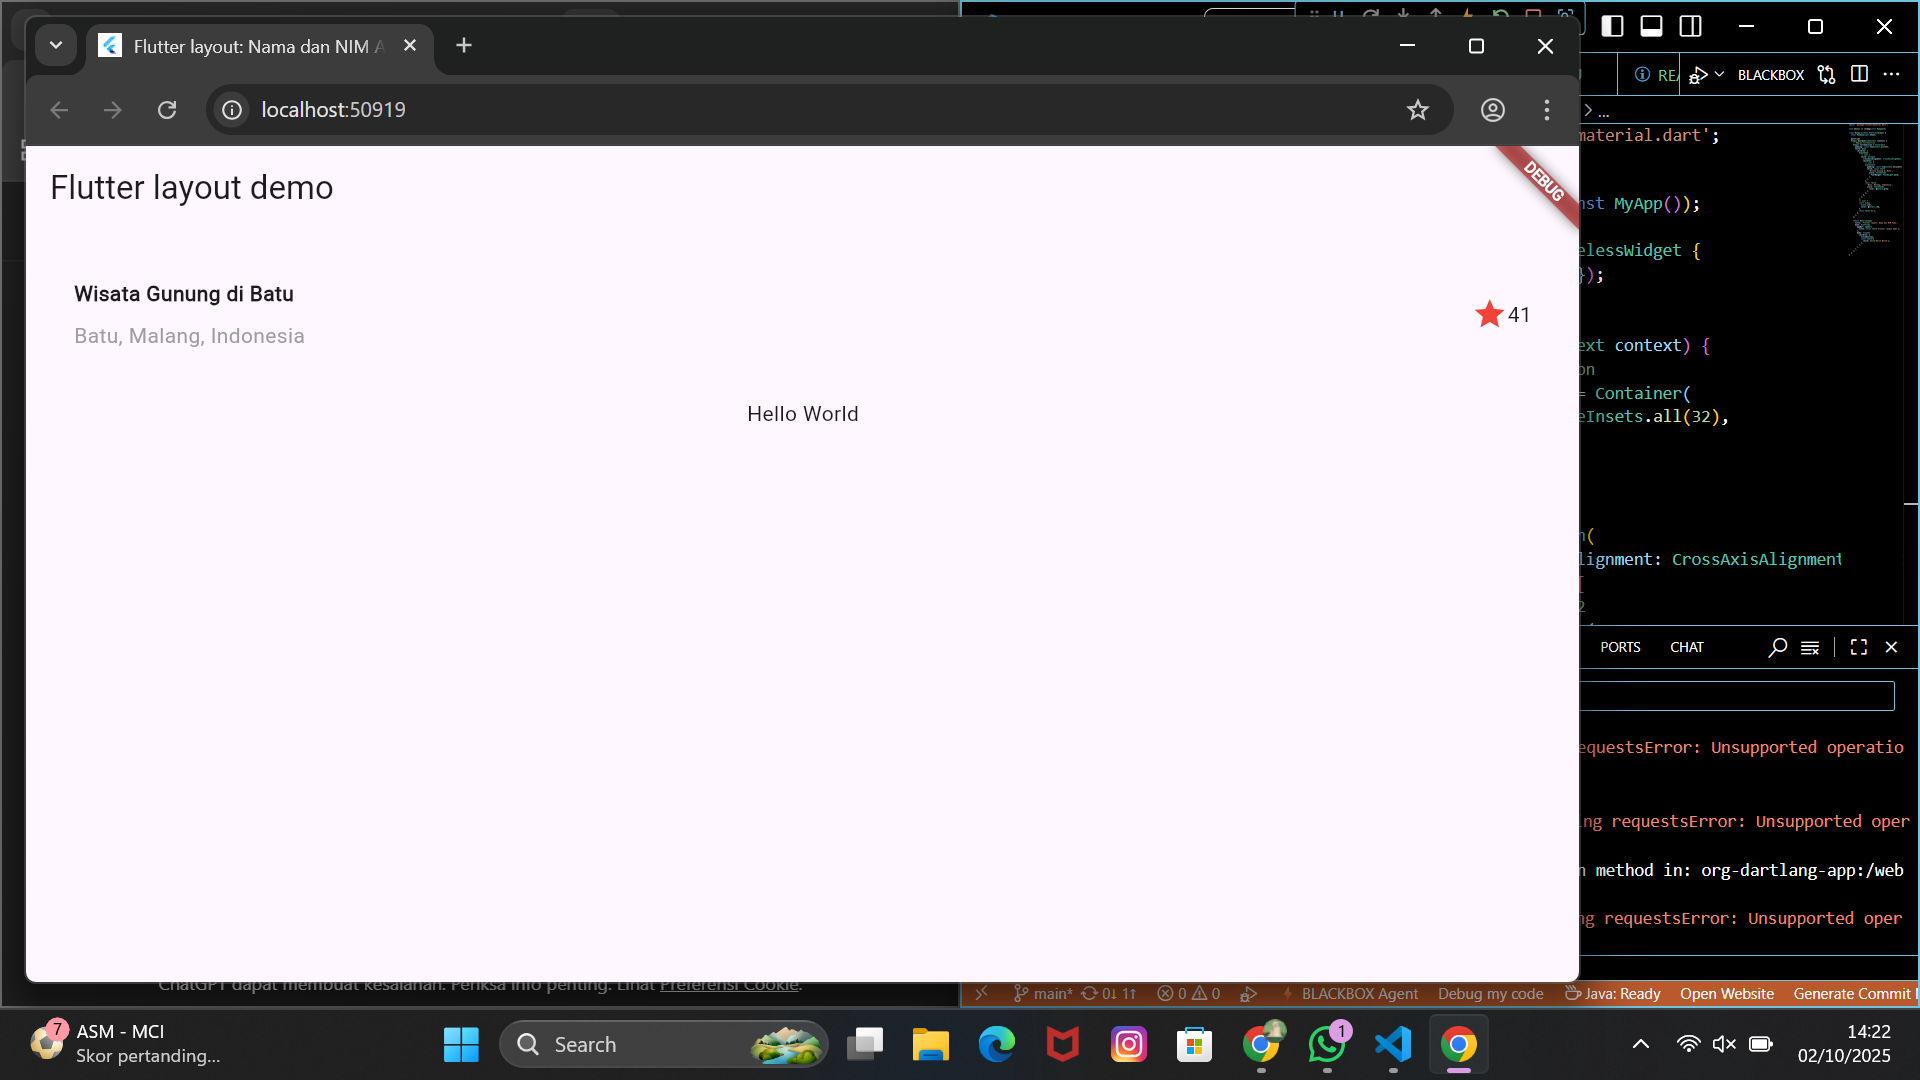 Flutter layout: Nama dan NIM A
localhost:50919
Flutter layout demo
DEBUG
Wisata Gunung di Batu
Batu, Malang, Indonesia
41
Hello World
BLACKBOX
...
material.dart';
nst MyApp());
elessWidget {
});
ext context) {
on
= Container(
eInsets.all(32),
n(
lignment: CrossAxisAlignment
[
2
PORTS
CHAT
equestsError: Unsupported operatio
ing requestsError: Unsupported oper
n method in: org-dartlang-app:/web
ng requestsError: Unsupported oper
ChatGPT dapat membuat kesalahan. Periksa info penting. Lihat Preferensi Cookie.
main* 0↓ 1↑ 0 0 BLACKBOX Agent Debug my code Java: Ready Open Website Generate Commit
7
ASM - MCI
Skor pertanding...
Search
1
14:22
02/10/2025